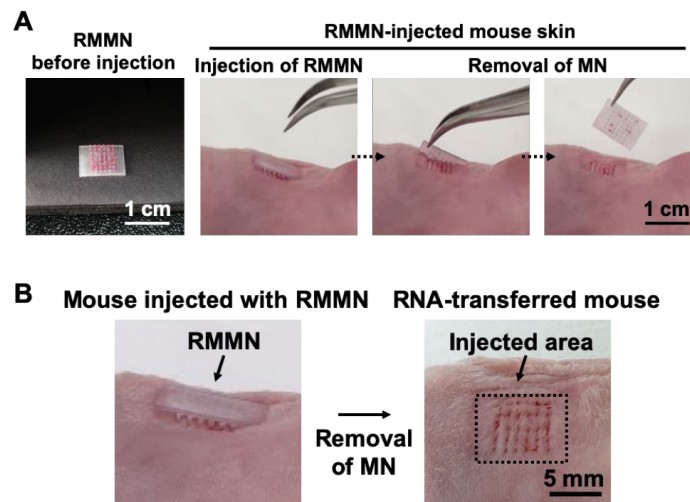 A
RMMN
before injection
RMMN-injected mouse skin
Injection of RMMN
Removal of MN
1 cm
1 cm
B
Mouse injected with RMMN
RNA-transferred mouse
RMMN
Injected area
Removal
of MN
5 mm